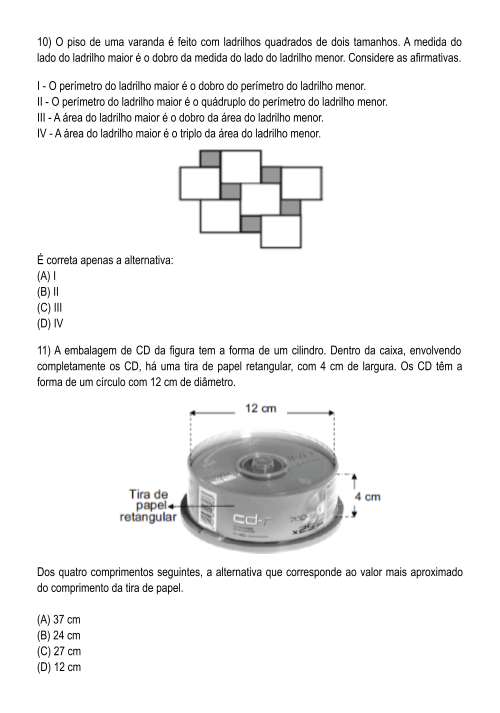 10) O piso de uma varanda é feito com ladrilhos quadrados de dois tamanhos. A medida do
lado do ladrilho maior é o dobro da medida do lado do ladrilho menor. Considere as afirmativas.
I - O perímetro do ladrilho maior é o dobro do perímetro do ladrilho menor.
II - O perímetro do ladrilho maior é o quádruplo do perímetro do ladrilho menor.
III - A área do ladrilho maior é o dobro da área do ladrilho menor.
IV - A área do ladrilho maior é o triplo da área do ladrilho menor.
É correta apenas a alternativa:
(A) I
(B) II
(C) III
(D) IV
11) A embalagem de CD da figura tem a forma de um cilindro. Dentro da caixa, envolvendo
completamente os CD, há uma tira de papel retangular, com 4 cm de largura. Os CD têm a
forma de um círculo com 12 cm de diâmetro.
12 cm
Tira de
papel
retangular
cd-r
700
4 cm
Dos quatro comprimentos seguintes, a alternativa que corresponde ao valor mais aproximado
do comprimento da tira de papel.
(A) 37 cm
(B) 24 cm
(C) 27 cm
(D) 12 cm